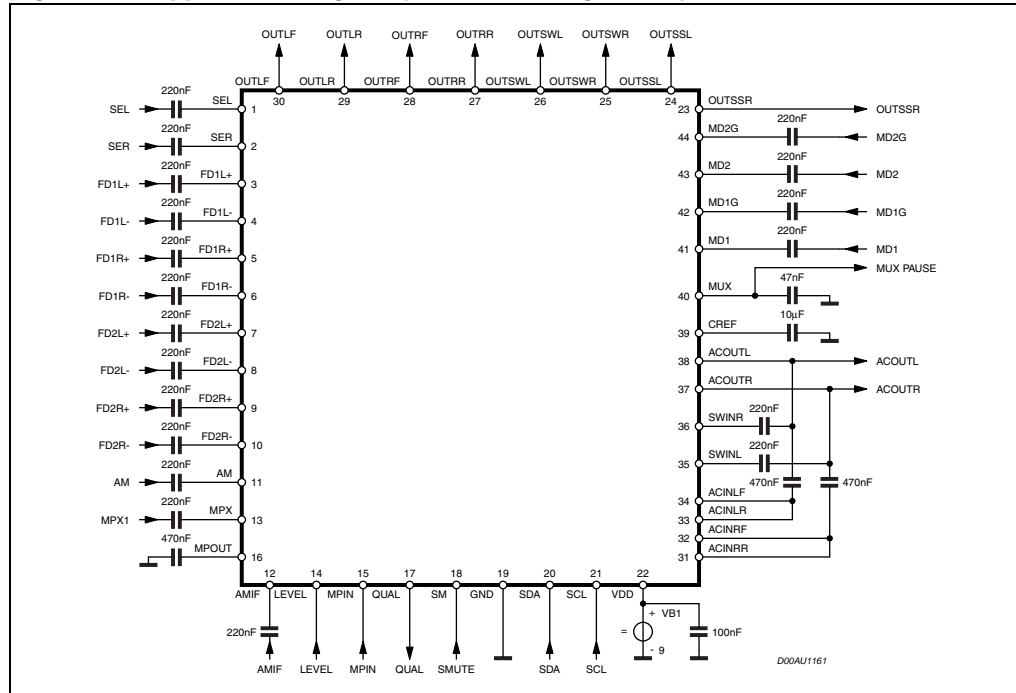 OUTLF OUTLR OUTRF OUTRR OUTSWL OUTSWR OUTSSL
OUTLF OUTLR OUTRF OUTRR OUTSWL OUTSWR OUTSSL
30 29 28 27 26 25 24
220nF
SEL SEL 1
220nF
SER SER 2
220nF
FD1L+ FD1L+ 3
220nF
FD1L- FD1L- 4
220nF
FD1R+ FD1R+ 5
220nF
FD1R- FD1R- 6
220nF
FD2L+ FD2L+ 7
220nF
FD2L- FD2L- 8
220nF
FD2R+ FD2R+ 9
220nF
FD2R- FD2R- 10
220nF
AM AM 11
220nF
MPX1 MPX 13
470nF
MPOUT 16
23 OUTSSR OUTSSR
220nF
44 MD2G MD2G
220nF
43 MD2 MD2
220nF
42 MD1G MD1G
220nF
41 MD1 MD1
MUX PAUSE
47nF
40 MUX
10µF
39 CREF
38 ACOUTL ACOUTL
37 ACOUTR ACOUTR
220nF
36 SWINR
220nF
35 SWINL
470nF 470nF
34 ACINLF
33 ACINLR
32 ACINRF
31 ACINRR
12 14 15 17 18 19 20 21 22
AMIF LEVEL MPIN QUAL SM GND SDA SCL VDD
220nF
+ VB1
=
- 9
100nF
AMIF LEVEL MPIN QUAL SMUTE SDA SCL
D00AU1161